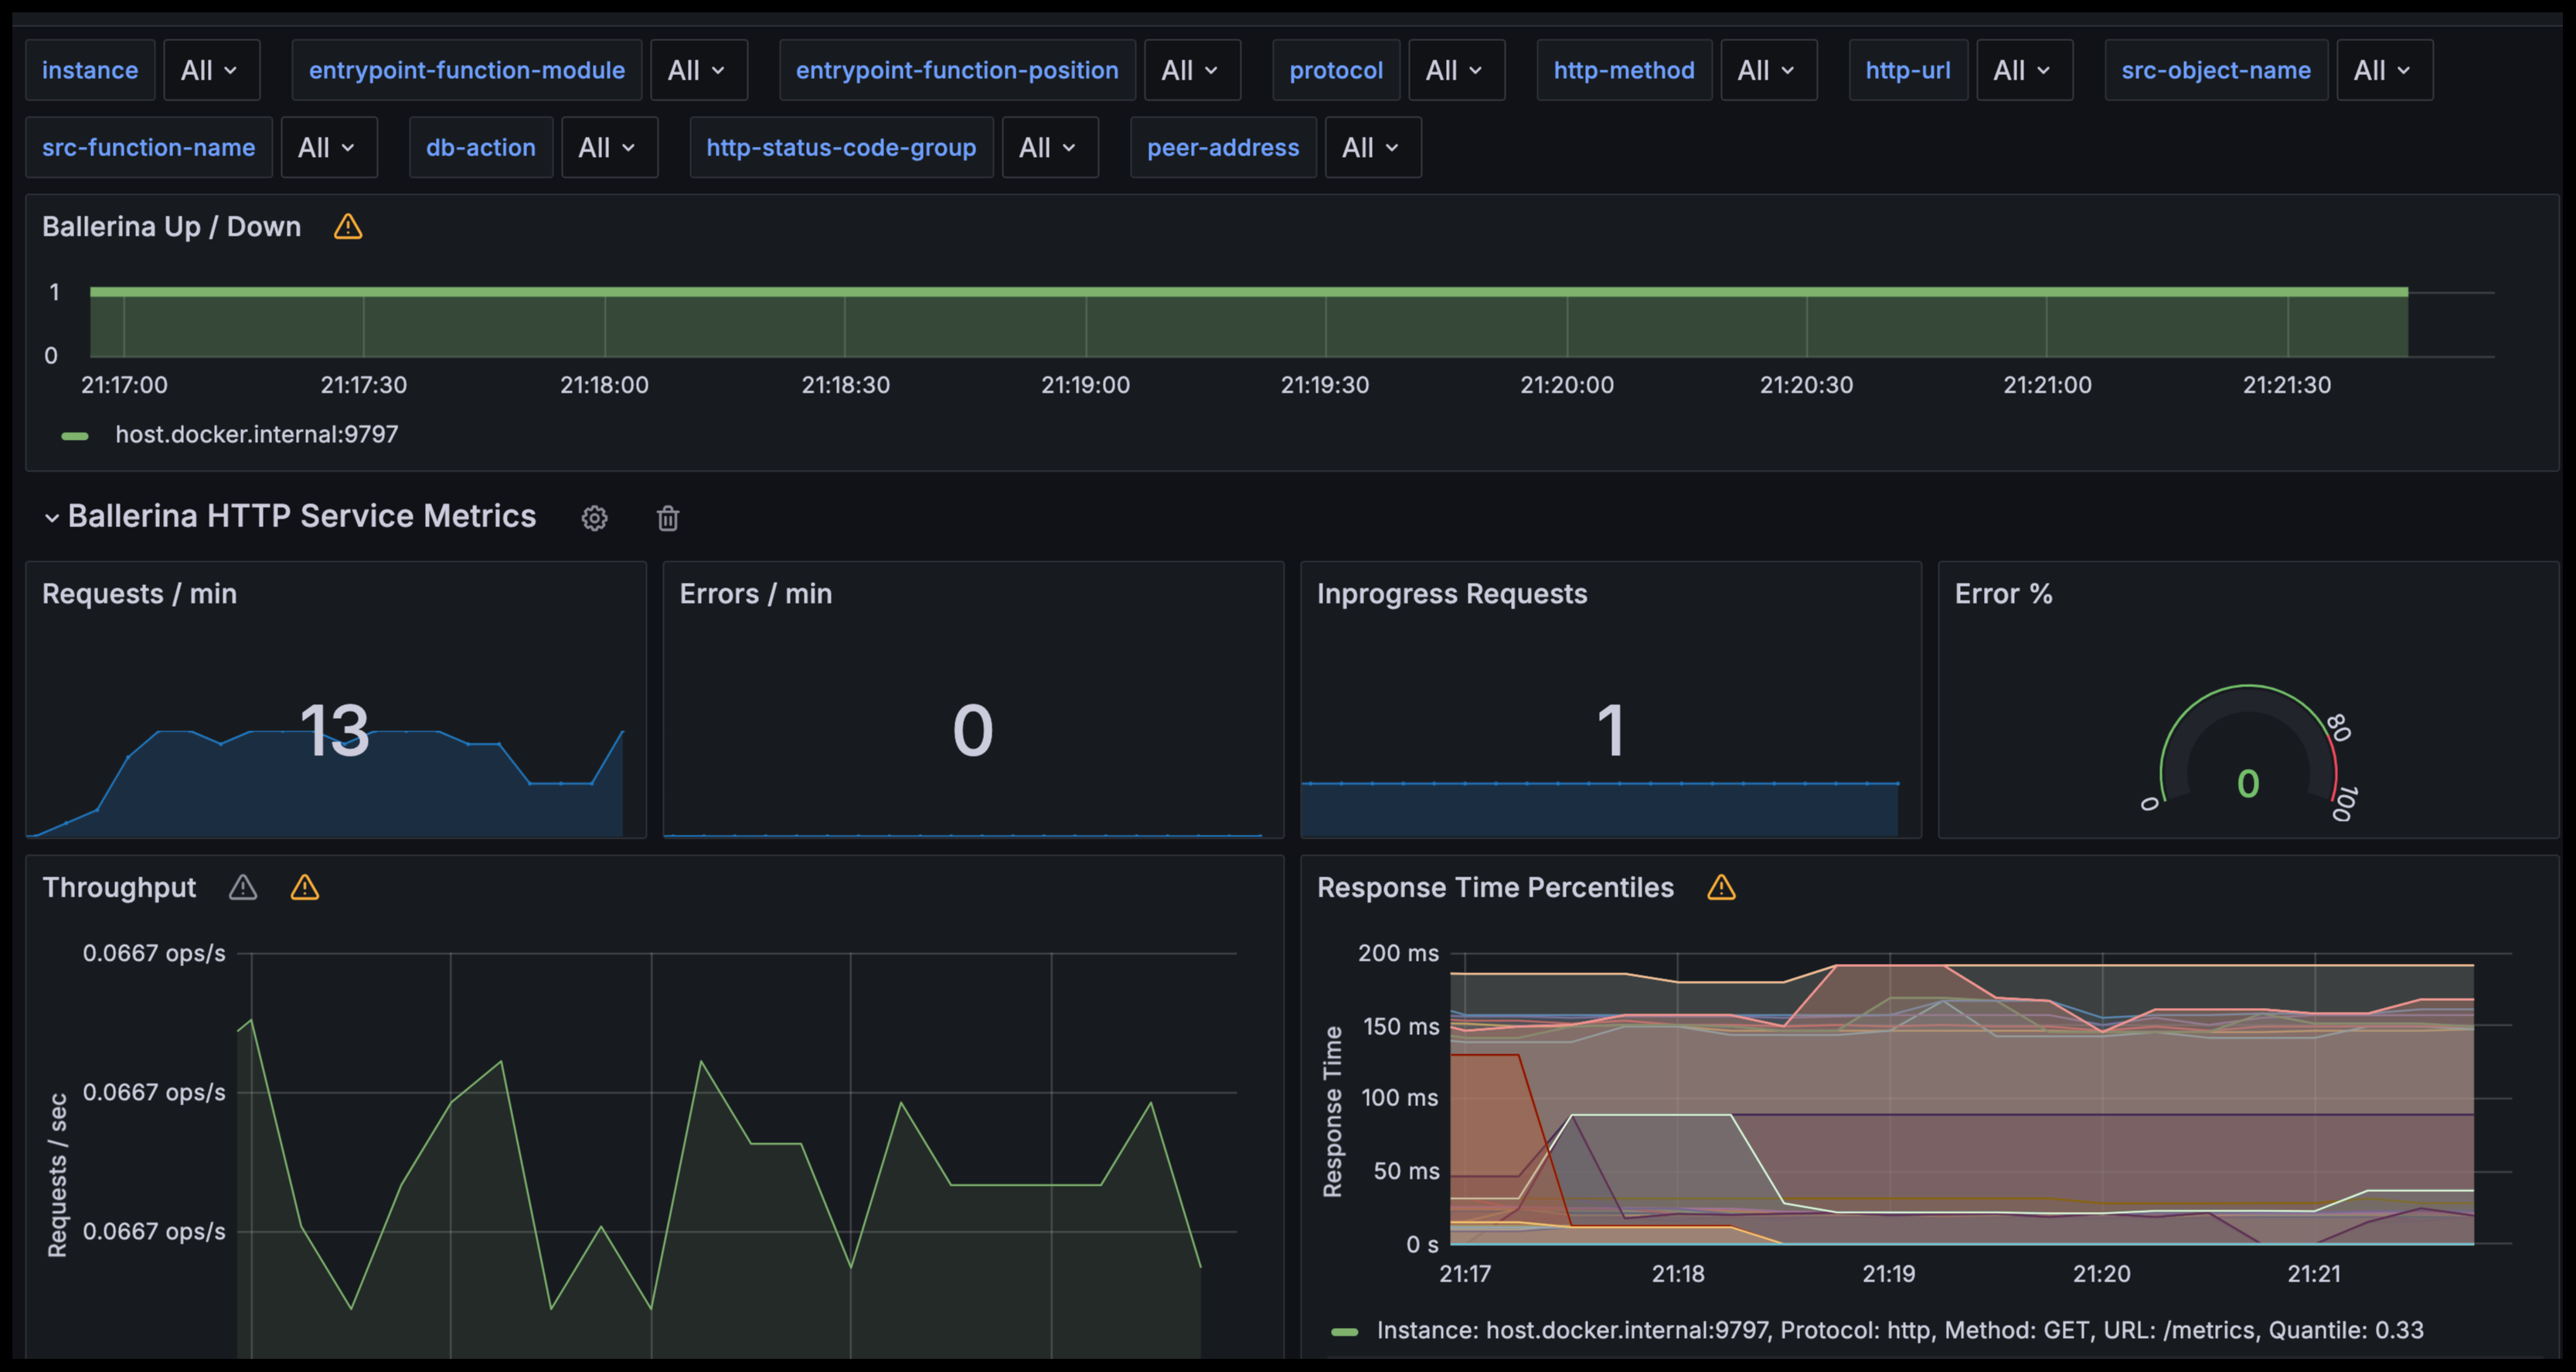 instance All entrypoint-function-module All entrypoint-function-position All protocol All http-method All http-url All src-object-name All
src-function-name All db-action All http-status-code-group All peer-address All
Ballerina Up / Down
1
0
21:17:00 21:17:30 21:18:00 21:18:30 21:19:00 21:19:30 21:20:00 21:20:30 21:21:00 21:21:30
host.docker.internal:9797
Ballerina HTTP Service Metrics
Requests / min
13
Errors / min
0
Inprogress Requests
1
Error %
0
80
100
0
Throughput
Requests / sec
0.0667 ops/s
0.0667 ops/s
0.0667 ops/s
Response Time Percentiles
Response Time
200 ms
150 ms
100 ms
50 ms
0 s
21:17 21:18 21:19 21:20 21:21
Instance: host.docker.internal:9797, Protocol: http, Method: GET, URL: /metrics, Quantile: 0.33